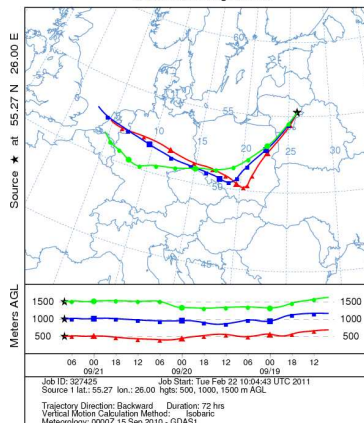 Source ★ at 55.27 N 26.00 E
60
55
5
10
15
20
25
30
50
45
Meters AGL
1500 1500
1000 1000
500 500
06 00 18 12 06 00 18 12 06 00 18 12
09/21 09/20 09/19
Job ID: 327425 Job Start: Tue Feb 22 10:04:43 UTC 2011
Source 1 lat.: 55.27 lon.: 26.00 hgts: 500, 1000, 1500 m AGL
Trajectory Direction: Backward Duration: 72 hrs
Vertical Motion Calculation Method: Isobaric
Meteorology: 0000Z 15 Sep 2010 - GDAS1